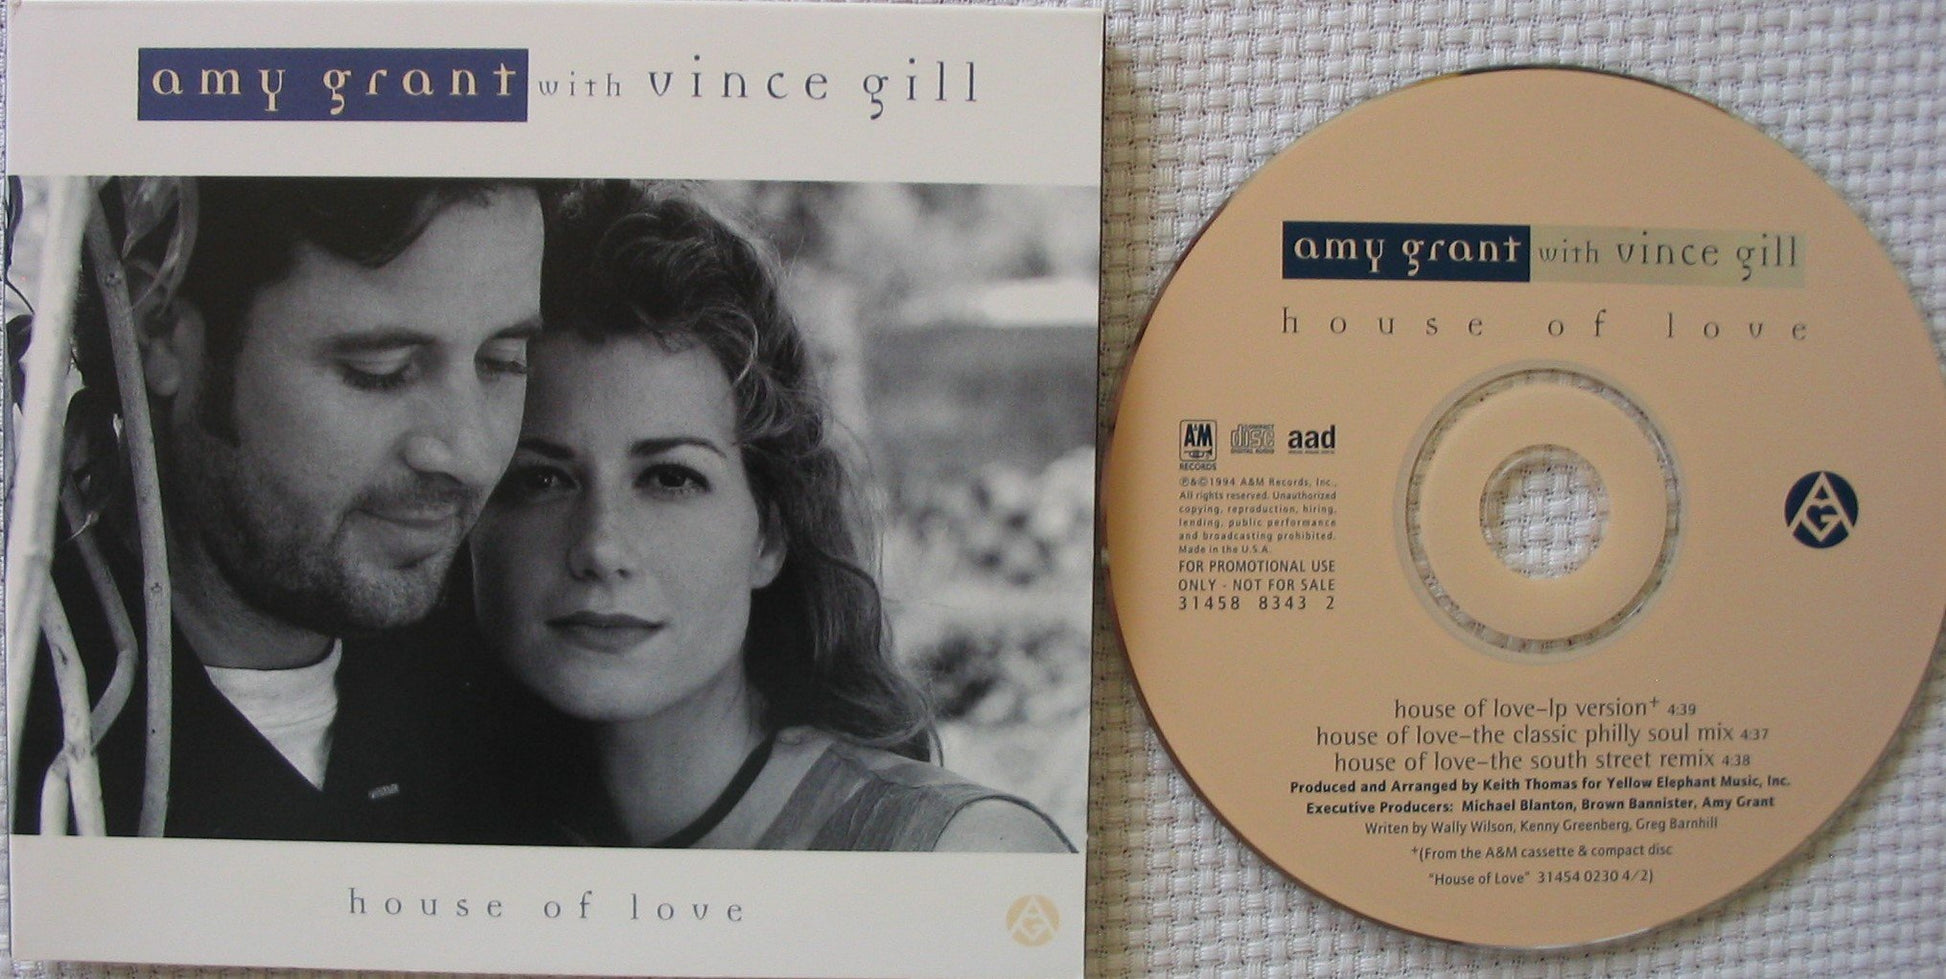 amy grant with vince gill
house of love
AG
amy grant with vince gill
house of love
A&M
RECORDS
COMPACT
disc
DIGITAL AUDIO
aad
℗&©1994 A&M Records, Inc.,
All rights reserved. Unauthorized
copying, reproduction, hiring,
lending, public performance
and broadcasting prohibited.
Made in the U.S.A.
FOR PROMOTIONAL USE
ONLY - NOT FOR SALE
31458 8343 2
AG
house of love–lp version+ 4:39
house of love–the classic philly soul mix 4:37
house of love–the south street remix 4:38
Produced and Arranged by Keith Thomas for Yellow Elephant Music, Inc.
Executive Producers: Michael Blanton, Brown Bannister, Amy Grant
Writen by Wally Wilson, Kenny Greenberg, Greg Barnhill
+(From the A&M cassette & compact disc
"House of Love" 31454 0230 4/2)